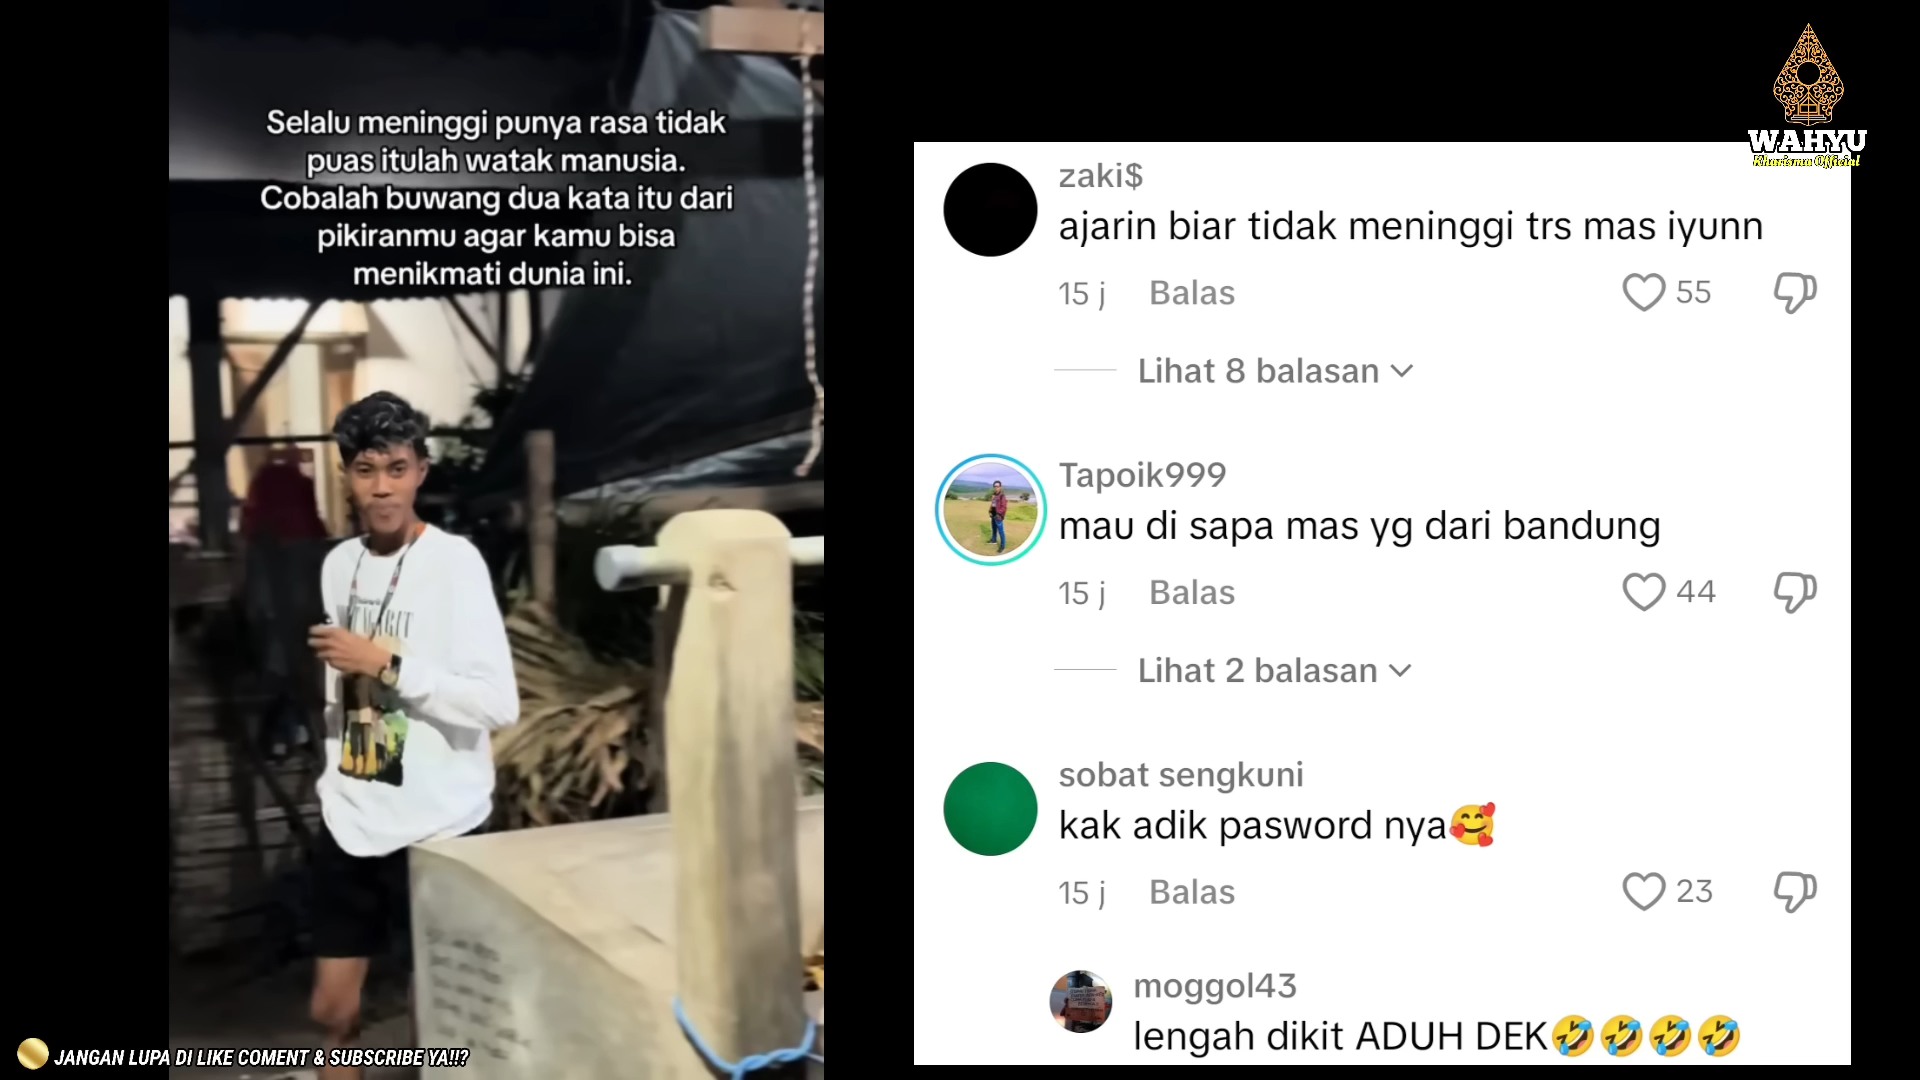 Selalu meninggi punya rasa tidak
puas itulah watak manusia.
Cobalah buwang dua kata itu dari
pikiranmu agar kamu bisa
menikmati dunia ini.
JANGAN LUPA DI LIKE COMENT & SUBSCRIBE YA!!?
WAHYU
Kharisma Official
zaki$
ajarin biar tidak meninggi trs mas iyunn
15 j Balas 55
Lihat 8 balasan
Tapoik999
mau di sapa mas yg dari bandung
15 j Balas 44
Lihat 2 balasan
sobat sengkuni
kak adik pasword nya🥰
15 j Balas 23
moggol43
lengah dikit ADUH DEK🤣🤣🤣🤣